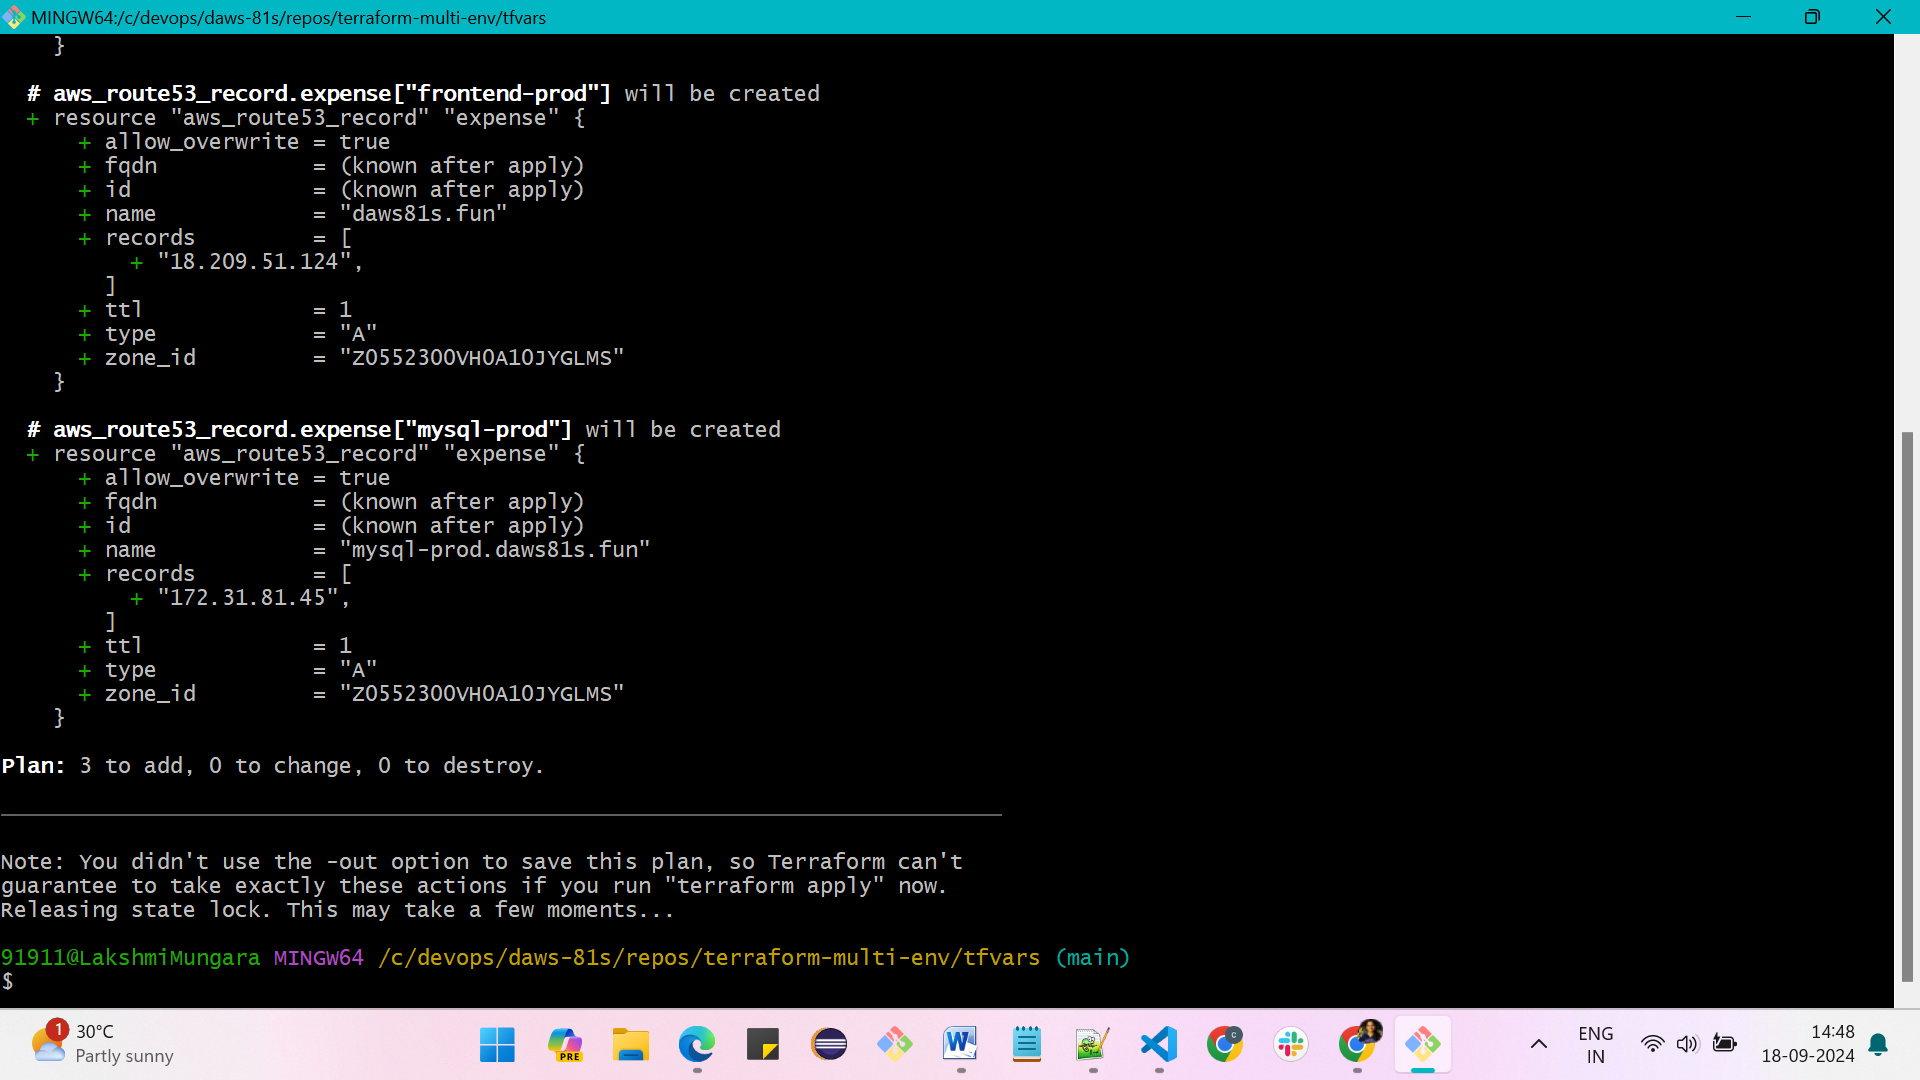 MINGW64:/c/devops/daws-81s/repos/terraform-multi-env/tfvars
    }
  # aws_route53_record.expense["frontend-prod"] will be created
  + resource "aws_route53_record" "expense" {
      + allow_overwrite = true
      + fqdn            = (known after apply)
      + id              = (known after apply)
      + name            = "daws81s.fun"
      + records         = [
          + "18.209.51.124",
        ]
      + ttl             = 1
      + type            = "A"
      + zone_id         = "Z0552300VH0A10JYGLMS"
    }
  # aws_route53_record.expense["mysql-prod"] will be created
  + resource "aws_route53_record" "expense" {
      + allow_overwrite = true
      + fqdn            = (known after apply)
      + id              = (known after apply)
      + name            = "mysql-prod.daws81s.fun"
      + records         = [
          + "172.31.81.45",
        ]
      + ttl             = 1
      + type            = "A"
      + zone_id         = "Z0552300VH0A10JYGLMS"
    }
Plan: 3 to add, 0 to change, 0 to destroy.
Note: You didn't use the -out option to save this plan, so Terraform can't
guarantee to take exactly these actions if you run "terraform apply" now.
Releasing state lock. This may take a few moments...
91911@LakshmiMungara MINGW64 /c/devops/daws-81s/repos/terraform-multi-env/tfvars (main)
$
1
30°C
Partly sunny
PRE
W
C
ENG
IN
14:48
18-09-2024